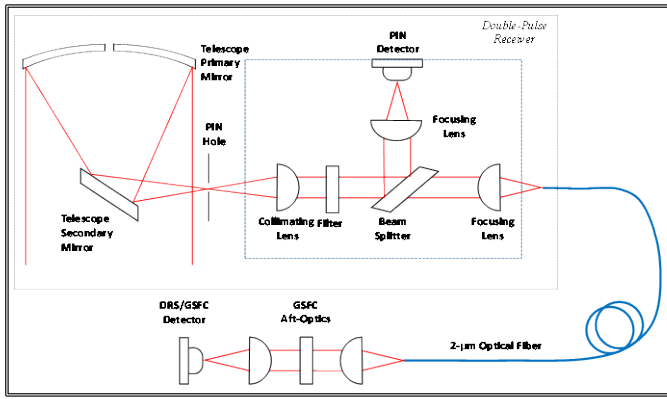 Double-Pulse
Receiver
Telescope
Primary
Mirror
PIN
Detector
PIN
Hole
Focusing
Lens
Telescope
Secondary
Mirror
Collimating
Lens
Filter
Beam
Splitter
Focusing
Lens
DRS/GSFC
Detector
GSFC
Aft-Optics
2-µm Optical Fiber